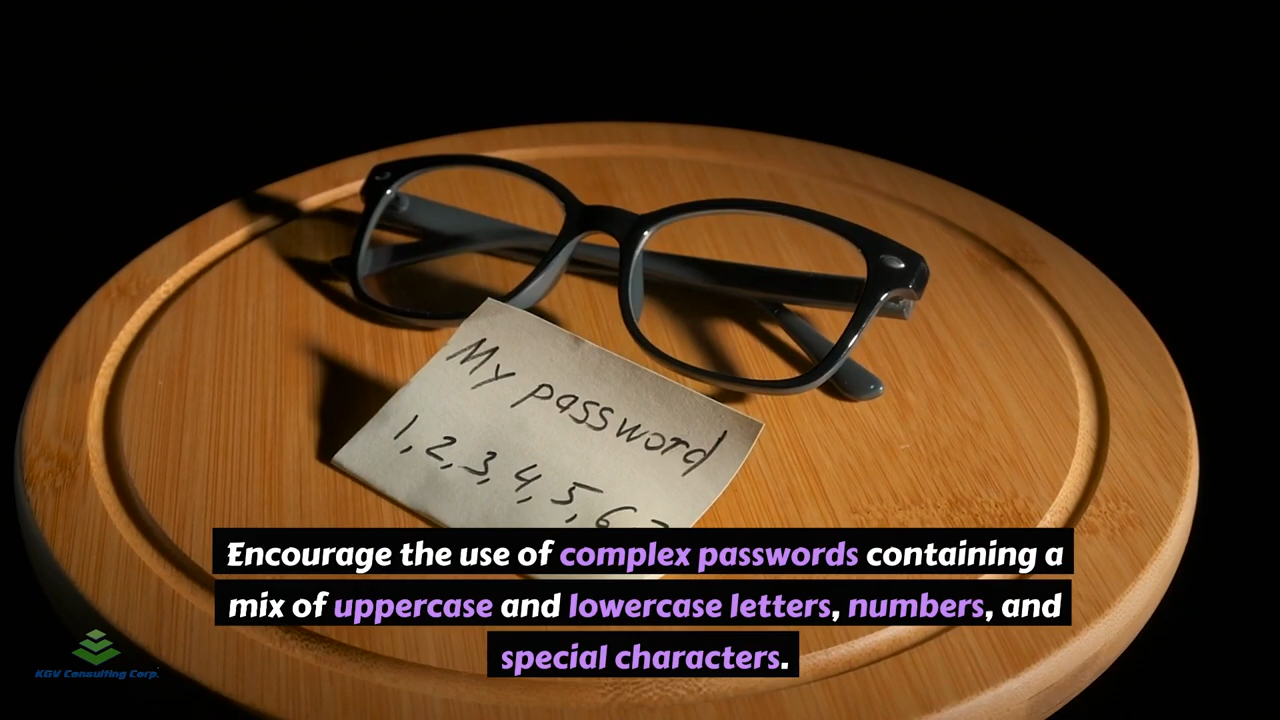 My password
1, 2, 3, 4, 5, 6
Encourage the use of complex passwords containing a
mix of uppercase and lowercase letters, numbers, and
special characters.
KGV Consulting Corp.